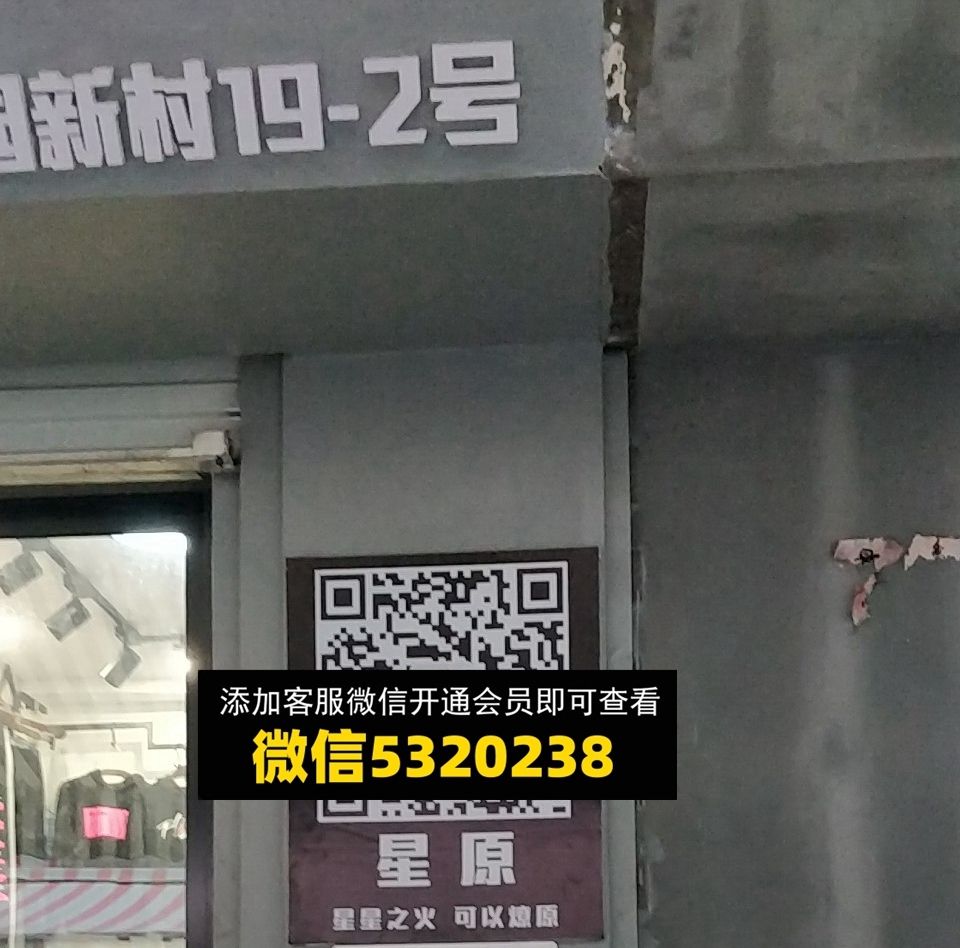 新村19-2号
添加客服微信开通会员即可查看
微信5320238
星原
星星之火 可以燎原